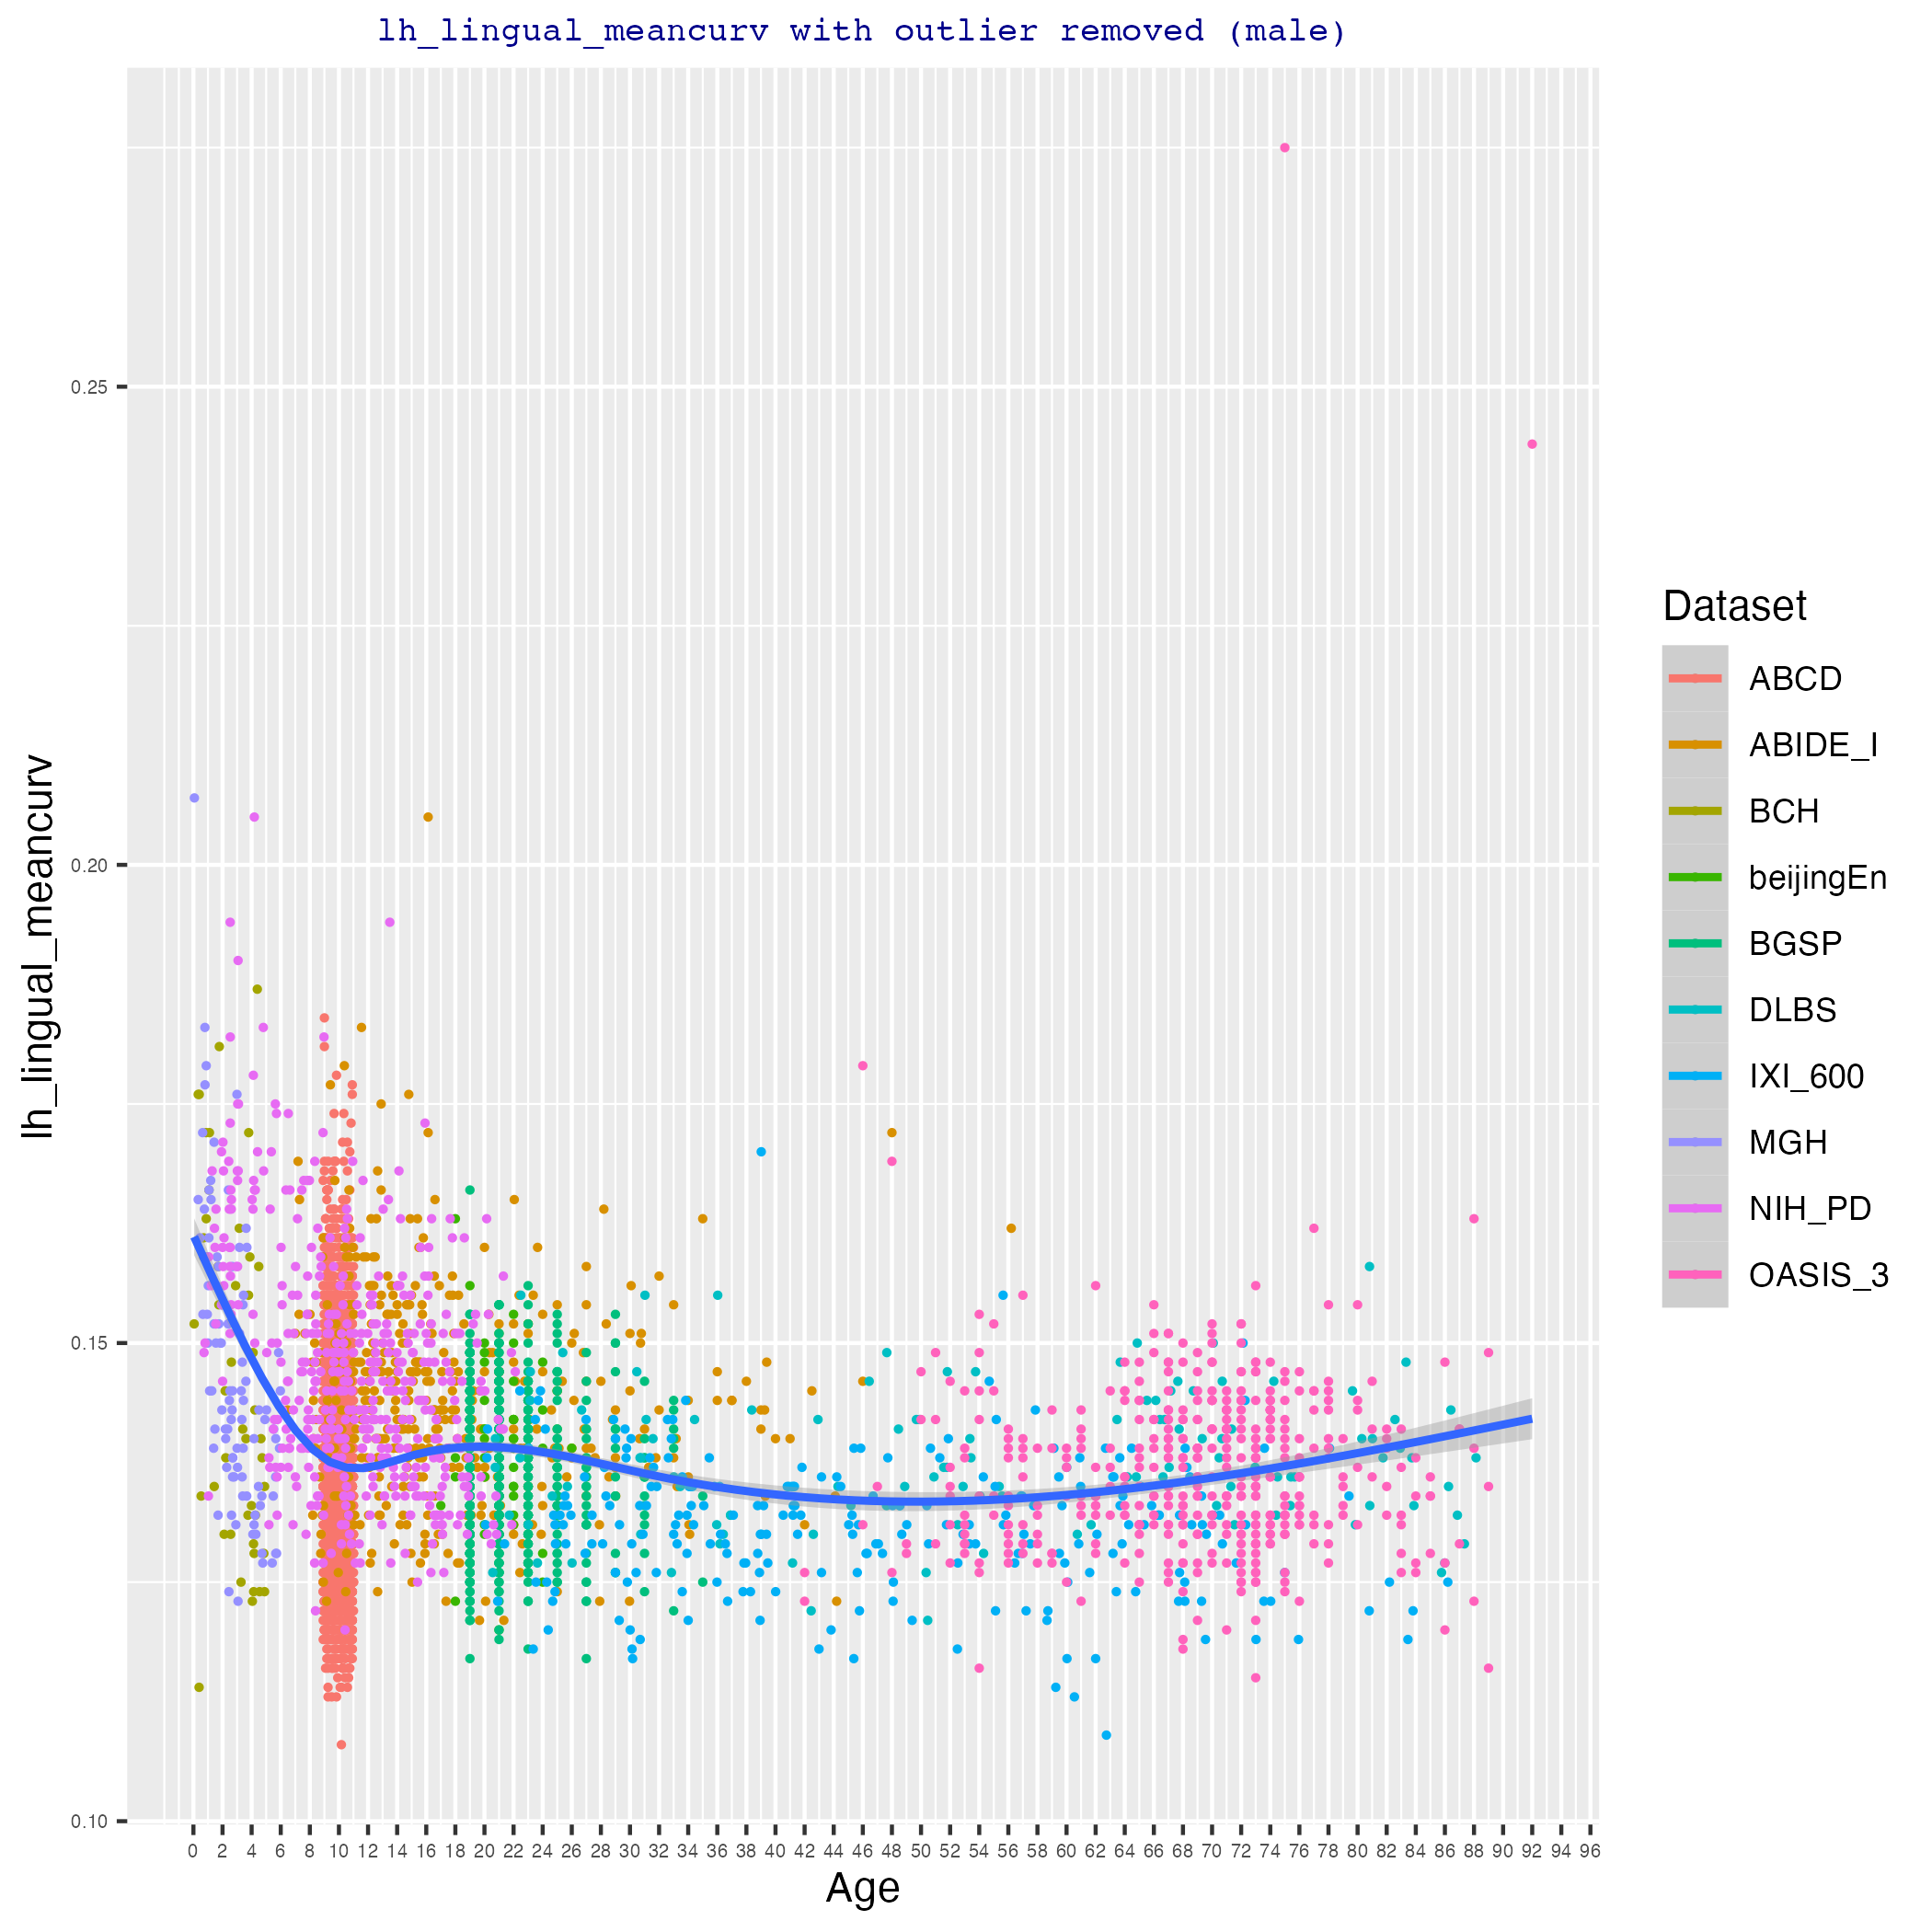 lh_lingual_meancurv with outlier removed (male)
lh_lingual_meancurv
0.25
0.20
0.15
0.10
0 2 4 6 8 10 12 14 16 18 20 22 24 26 28 30 32 34 36 38 40 42 44 46 48 50 52 54 56 58 60 62 64 66 68 70 72 74 76 78 80 82 84 86 88 90 92 94 96
Age
Dataset
ABCD
ABIDE_I
BCH
beijingEn
BGSP
DLBS
IXI_600
MGH
NIH_PD
OASIS_3